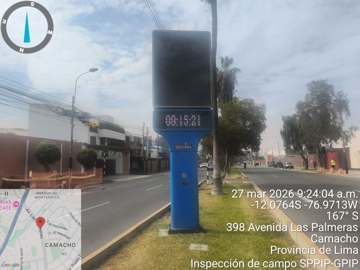 09:15:21
27 mar 2026 9:24:04 a. m.
-12.0764S -76.9713W
167° S
398 Avenida Las Palmeras
Camacho
Provincia de Lima
Inspección de campo SPPIP-GPIP
CAMACHO